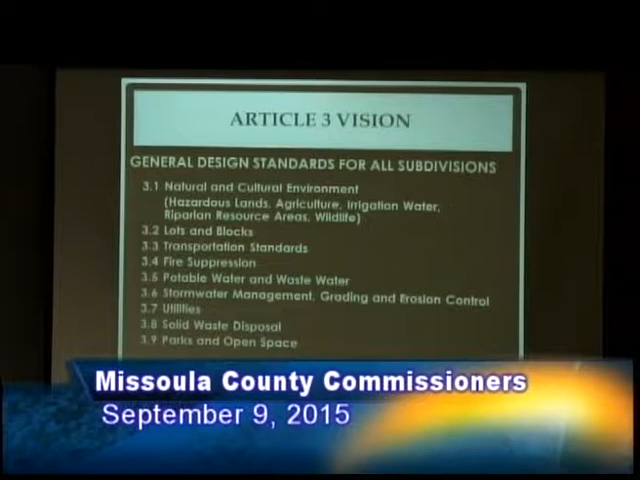 ARTICLE 3 VISION
GENERAL DESIGN STANDARDS FOR ALL SUBDIVISIONS
3.1 Natural and Cultural Environment
(Hazardous Lands, Agriculture, Irrigation Water,
Riparian Resource Areas, Wildlife)
3.2 Lots and Blocks
3.3 Transportation Standards
3.4 Fire Suppression
3.5 Potable Water and Waste Water
3.6 Stormwater Management, Grading and Erosion Control
3.7 Utilities
3.8 Solid Waste Disposal
3.9 Parks and Open Space
Missoula County Commissioners
September 9, 2015